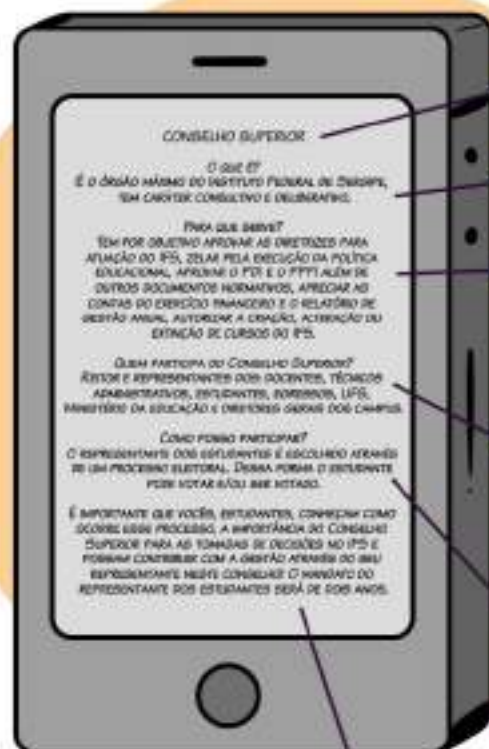 CONSELHO SUPERIOR
O QUE É?
É O ÓRGÃO MÁXIMO DO INSTITUTO FEDERAL DE SERGIPE,
TEM CARÁTER CONSULTIVO E DELIBERATIVO.
PARA QUE SERVE?
TEM POR OBJETIVO APROVAR AS DIRETRIZES PARA
ATUAÇÃO DO IFS, ZELAR PELA EXECUÇÃO DA POLÍTICA
EDUCACIONAL, APROVAR O PDI E O PPPI ALÉM DE
OUTROS DOCUMENTOS NORMATIVOS, APRECIAR AS
CONTAS DO EXERCÍCIO FINANCEIRO E O RELATÓRIO DE
GESTÃO ANUAL, AUTORIZAR A CRIAÇÃO, ALTERAÇÃO OU
EXTINÇÃO DE CURSOS DO IFS.
QUEM PARTICIPA DO CONSELHO SUPERIOR?
REITOR E REPRESENTANTES DOS DOCENTES, TÉCNICOS
ADMINISTRATIVOS, ESTUDANTES, EGRESSOS, UFS,
MINISTÉRIO DA EDUCAÇÃO E DIRETORES GERAIS DOS CAMPUS.
COMO POSSO PARTICIPAR?
O REPRESENTANTE DOS ESTUDANTES É ESCOLHIDO ATRAVÉS
DE UM PROCESSO ELEITORAL. DESSA FORMA O ESTUDANTE
PODE VOTAR E/OU SER VOTADO.
É IMPORTANTE QUE VOCÊS, ESTUDANTES, CONHEÇAM COMO
OCORRE ESSE PROCESSO, A IMPORTÂNCIA DO CONSELHO
SUPERIOR PARA AS TOMADAS DE DECISÕES NO IFS E
POSSAM CONTRIBUIR COM A GESTÃO ATRAVÉS DO SEU
REPRESENTANTE NESTE CONSELHO! O MANDATO DO
REPRESENTANTE DOS ESTUDANTES SERÁ DE DOIS ANOS.